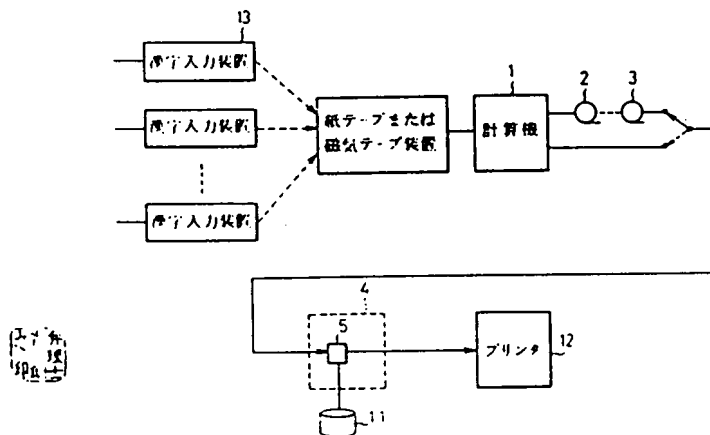 13
漢字入力装置
漢字入力装置
漢字入力装置
紙テープまたは
磁気テープ装置
1
計算機
2
3
4
5
11
プリンタ
12